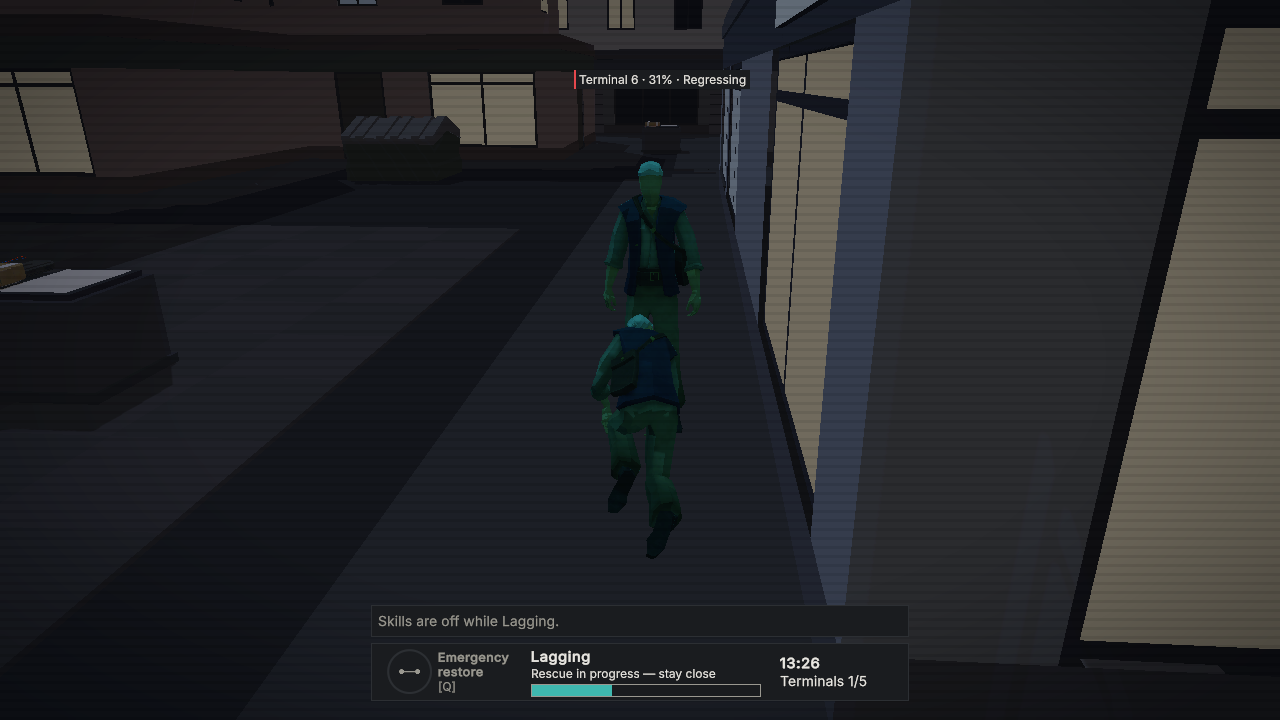 Terminal 6 · 31% · Regressing
Skills are off while Lagging.
Emergency
restore
[Q]
Lagging
Rescue in progress — stay close
13:26
Terminals 1/5